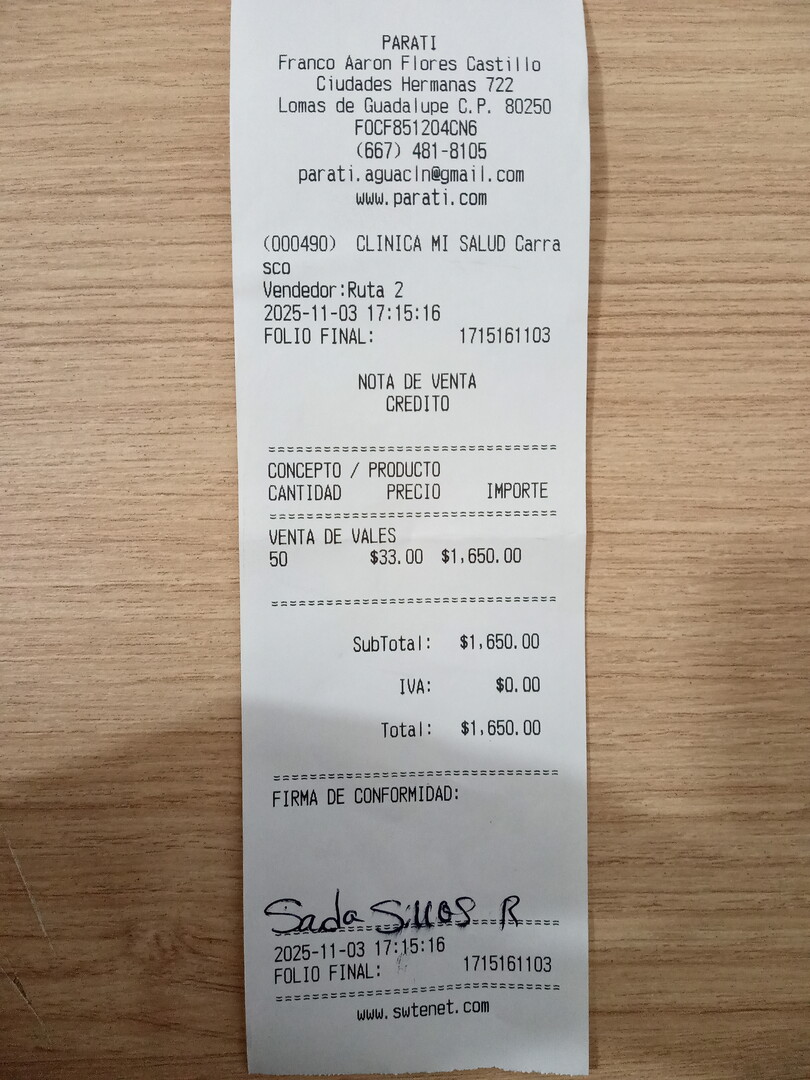 PARATI
Franco Aaron Flores Castillo
Ciudades Hermanas 722
Lomas de Guadalupe C.P. 80250
FOCF851204CN6
(667) 481-8105
parati.aguacln@gmail.com
www.parati.com
(000490) CLINICA MI SALUD Carra
sco
Vendedor:Ruta 2
2025-11-03 17:15:16
FOLIO FINAL: 1715161103
NOTA DE VENTA
CREDITO
CONCEPTO / PRODUCTO
CANTIDAD PRECIO IMPORTE
VENTA DE VALES
50 $33.00 $1,650.00
SubTotal: $1,650.00
IVA: $0.00
Total: $1,650.00
FIRMA DE CONFORMIDAD:
Sada R
2025-11-03 17:15:16
FOLIO FINAL: 1715161103
www.swtenet.com